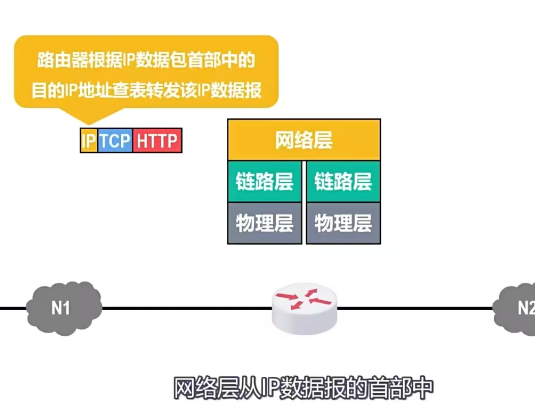 路由器根据IP数据包首部中的
目的IP地址查表转发该IP数据报
IP TCP HTTP
网络层
链路层 链路层
物理层 物理层
N1
N2
网络层从IP数据报的首部中